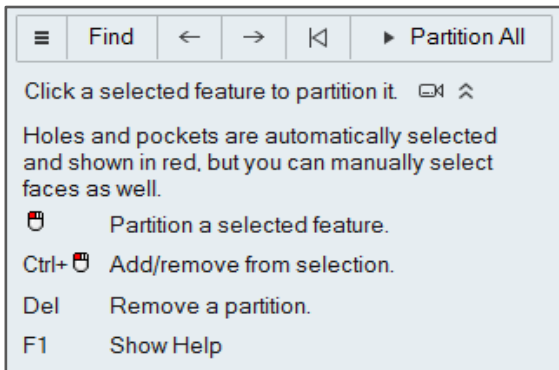 Find Partition All
Click a selected feature to partition it.
Holes and pockets are automatically selected
and shown in red, but you can manually select
faces as well.
Partition a selected feature.
Ctrl+ Add/remove from selection.
Del Remove a partition.
F1 Show Help